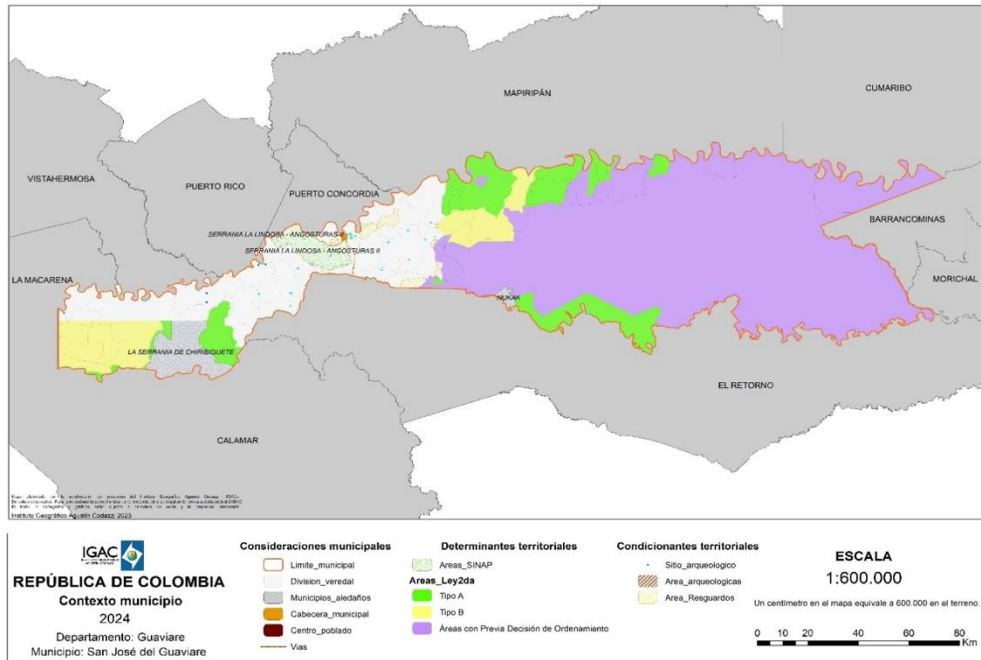 CUMARIBO
MAPIRIPÁN
VISTAHERMOSA
PUERTO RICO
PUERTO CONCORDIA
BARRANCOMINAS
SERRANIA LA LINDOSA - ANGOSTURAS II
SERRANIA LA LINDOSA - ANGOSTURAS II
LA MACARENA
MORICHAL
NUKAK
LA SERRANIA DE CHIRIBIQUETE
EL RETORNO
CALAMAR
Instituto Geográfico Agustín Codazzi 2023
IGAC
REPÚBLICA DE COLOMBIA
Contexto municipio
2024
Departamento: Guaviare
Municipio: San José del Guaviare
Consideraciones municipales
Limite_municipal
Division_veredal
Municipios_aledaños
Cabecera_municipal
Centro_poblado
Vias
Determinantes territoriales
Areas_SINAP
Areas_Ley2da
Tipo A
Tipo B
Áreas con Previa Decisión de Ordenamiento
Condicionantes territoriales
Sitio_arqueologico
Area_arqueologicas
Area_Resguardos
ESCALA
1:600.000
Un centímetro en el mapa equivale a 600.000 en el terreno.
0 10 20 40 60 80
Km